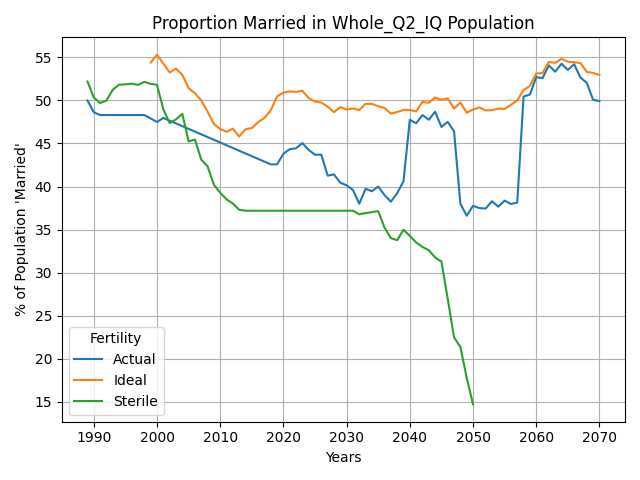 Proportion Married in Whole_Q2_IQ Population
% of Population 'Married'
55
50
45
40
35
30
25
20
15
Fertility
Actual
Ideal
Sterile
1990 2000 2010 2020 2030 2040 2050 2060 2070
Years